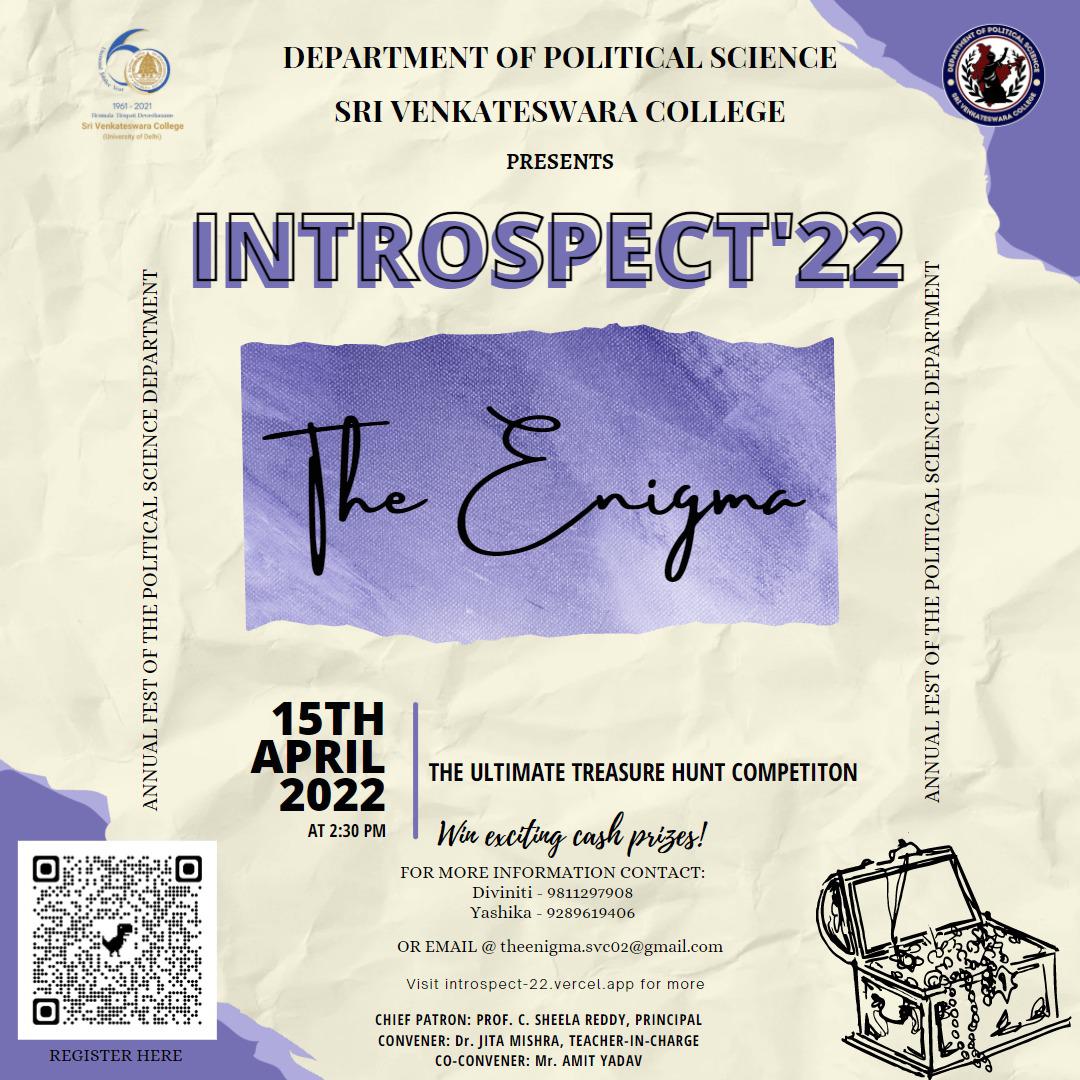 1961 - 2021
Tirumala Tirupati Devasthanams
Sri Venkateswara College
(University of Delhi)
DEPARTMENT OF POLITICAL SCIENCE
SRI VENKATESWARA COLLEGE
PRESENTS
DEPARTMENT OF POLITICAL SCIENCE
SRI VENKATESWARA COLLEGE
INTROSPECT'22
ANNUAL FEST OF THE POLITICAL SCIENCE DEPARTMENT
The Enigma
ANNUAL FEST OF THE POLITICAL SCIENCE DEPARTMENT
15TH
APRIL
2022
AT 2:30 PM
THE ULTIMATE TREASURE HUNT COMPETITON
Win exciting cash prizes!
FOR MORE INFORMATION CONTACT:
Diviniti - 9811297908
Yashika - 9289619406
OR EMAIL @ theenigma.svc02@gmail.com
Visit introspect-22.vercel.app for more
CHIEF PATRON: PROF. C. SHEELA REDDY, PRINCIPAL
CONVENER: Dr. JITA MISHRA, TEACHER-IN-CHARGE
CO-CONVENER: Mr. AMIT YADAV
REGISTER HERE